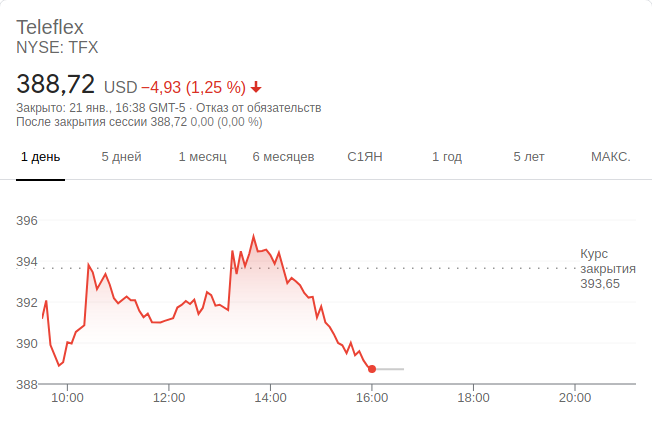 Teleflex
NYSE: TFX
388,72 USD −4,93 (1,25 %)
Закрыто: 21 янв., 16:38 GMT-5 · Отказ от обязательств
После закрытия сессии 388,72 0,00 (0,00 %)
1 день 5 дней 1 месяц 6 месяцев С1ЯН 1 год 5 лет МАКС.
396
394
392
390
388
Курс
закрытия
393,65
10:00 12:00 14:00 16:00 18:00 20:00